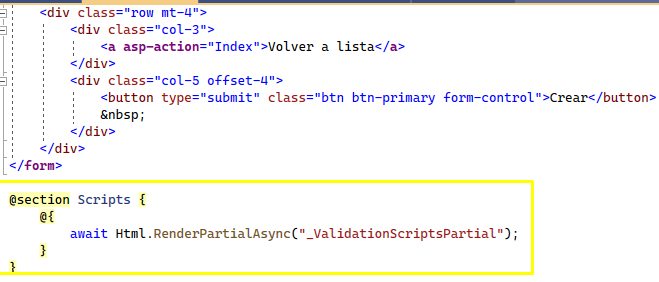 <div class="row mt-4">
<div class="col-3">
<a asp-action="Index">Volver a lista</a>
</div>
<div class="col-5 offset-4">
<button type="submit" class="btn btn-primary form-control">Crear</button>
&nbsp;
</div>
</div>
</form>
@section Scripts {
@{
await Html.RenderPartialAsync("_ValidationScriptsPartial");
}
}